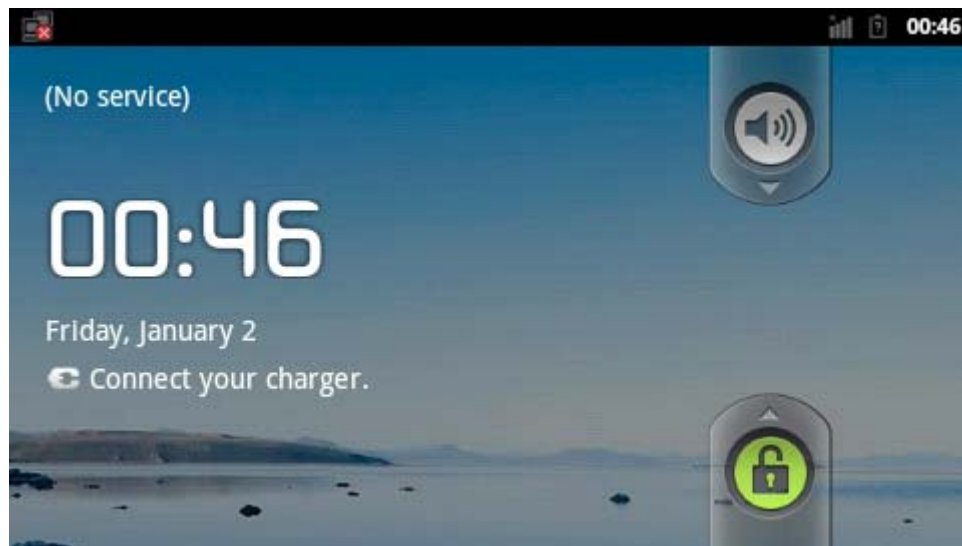 00:46
(No service)
00:46
Friday, January 2
Connect your charger.